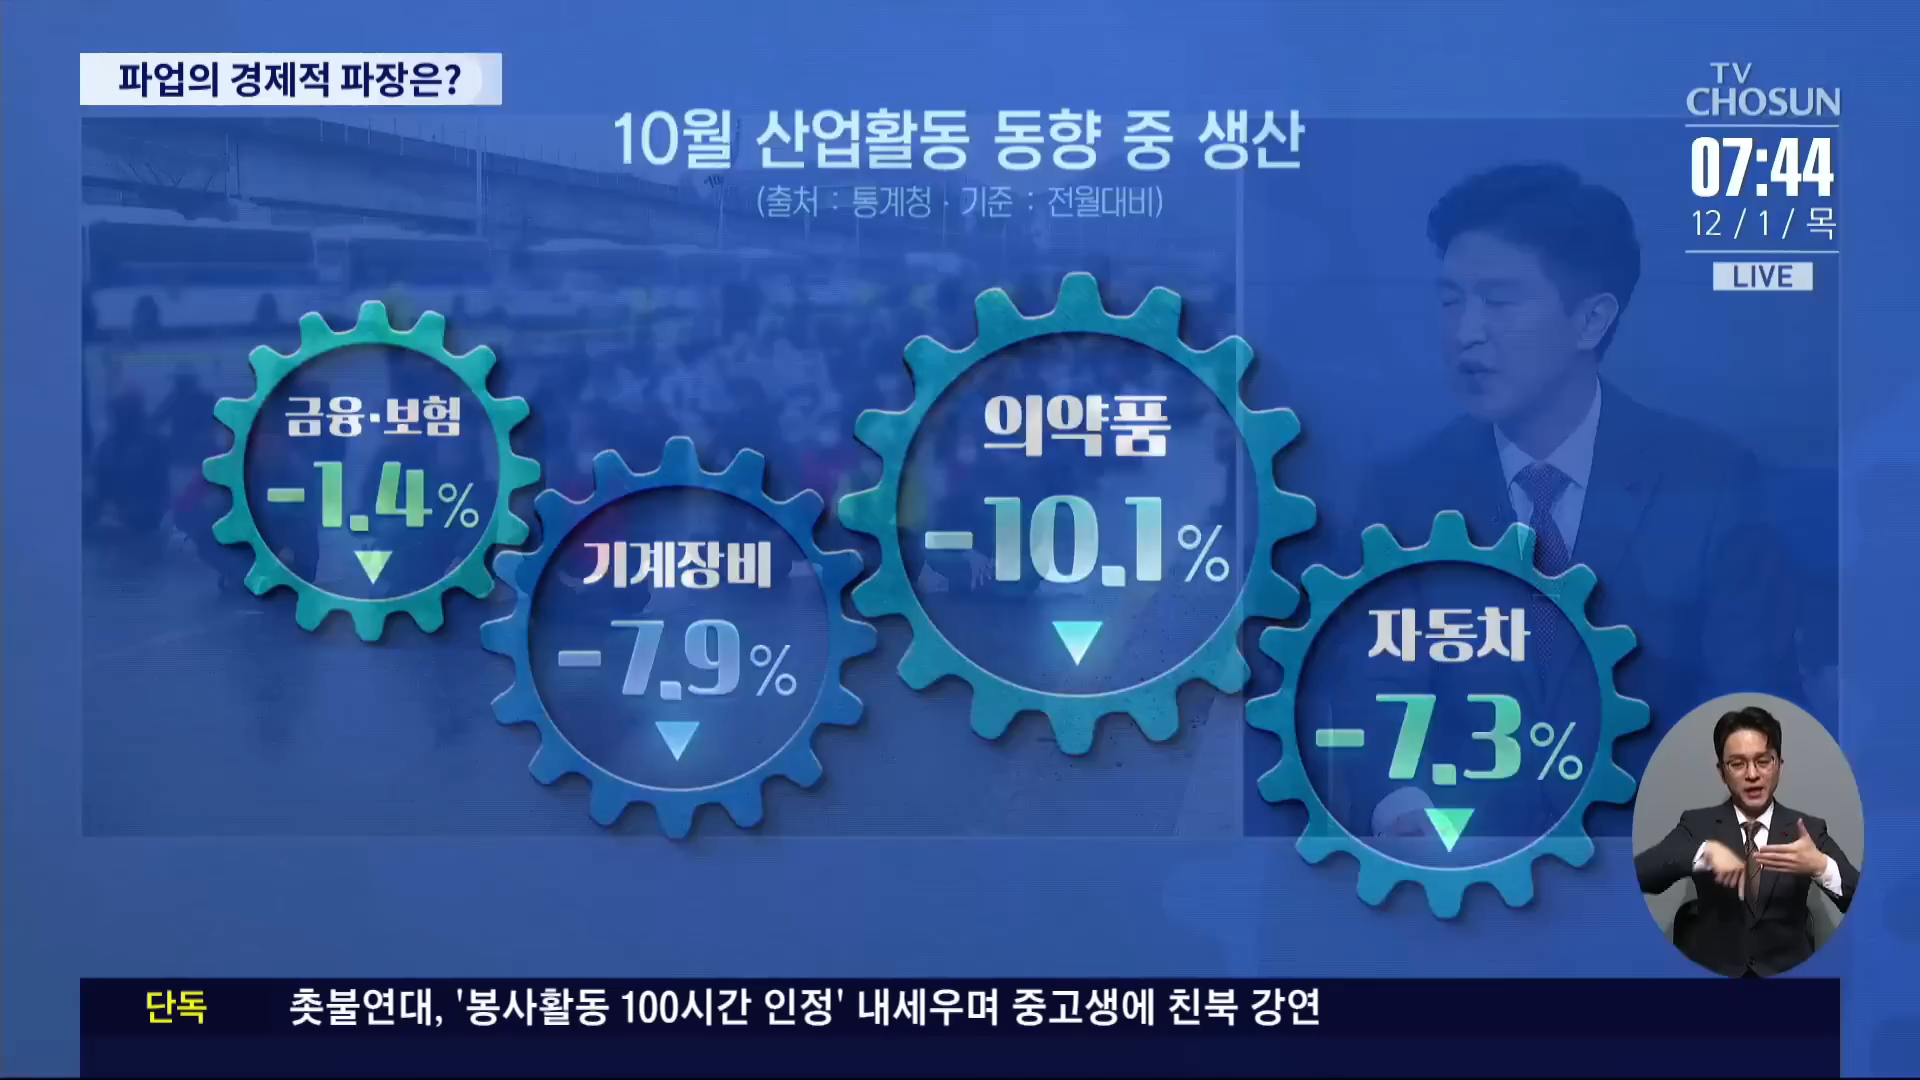 파업의 경제적 파장은?
TV
CHOSUN
07:44
12 / 1 / 목
LIVE
10월 산업활동 동향 중 생산
(출처 : 통계청 · 기준 : 전월대비)
금융·보험
-1.4%
기계장비
-7.9%
의약품
-10.1%
자동차
-7.3%
단독 촛불연대, '봉사활동 100시간 인정' 내세우며 중고생에 친북 강연